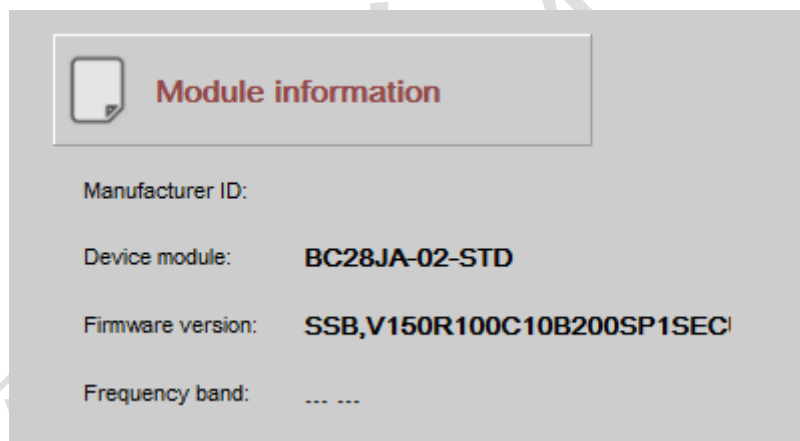 Module information
Manufacturer ID:
Device module: BC28JA-02-STD
Firmware version: SSB,V150R100C10B200SP1SEC
Frequency band: --- ---